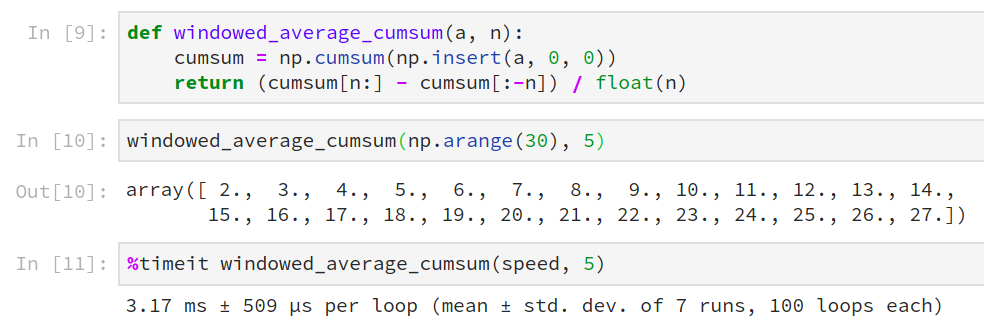 In [9]: def windowed_average_cumsum(a, n):
    cumsum = np.cumsum(np.insert(a, 0, 0))
    return (cumsum[n:] - cumsum[:-n]) / float(n)
In [10]: windowed_average_cumsum(np.arange(30), 5)
Out[10]: array([ 2.,  3.,  4.,  5.,  6.,  7.,  8.,  9., 10., 11., 12., 13., 14.,
       15., 16., 17., 18., 19., 20., 21., 22., 23., 24., 25., 26., 27.])
In [11]: %timeit windowed_average_cumsum(speed, 5)
3.17 ms ± 509 µs per loop (mean ± std. dev. of 7 runs, 100 loops each)